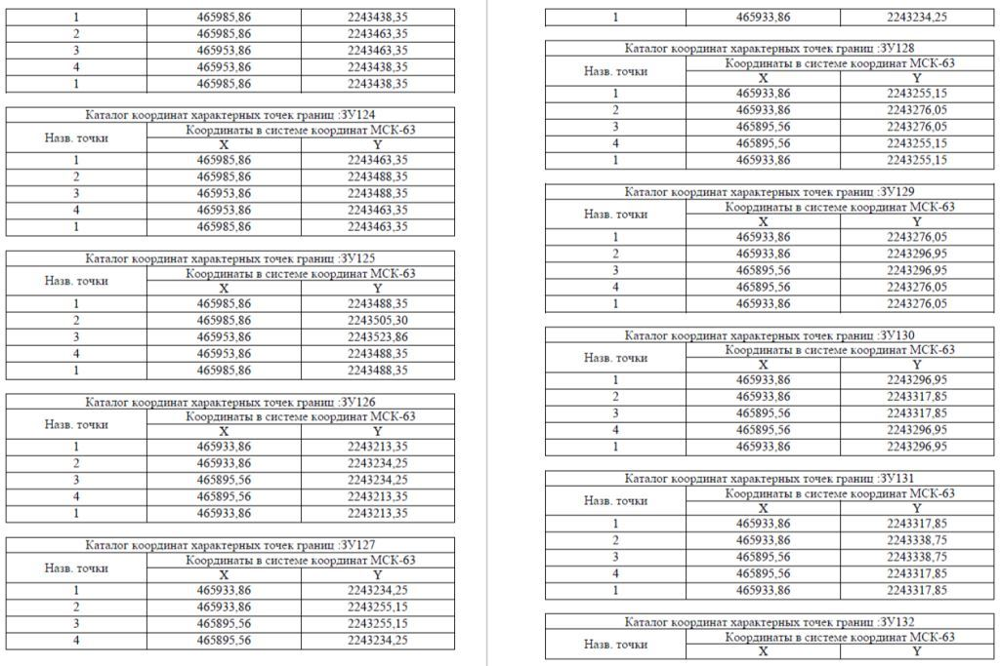 1 465985,86 2243438,35
2 465985,86 2243463,35
3 465953,86 2243463,35
4 465953,86 2243438,35
1 465985,86 2243438,35
Каталог координат характерных точек границ :ЗУ124
Назв. точки Координаты в системе координат МСК-63
X Y
1 465985,86 2243463,35
2 465985,86 2243488,35
3 465953,86 2243488,35
4 465953,86 2243463,35
1 465985,86 2243463,35
Каталог координат характерных точек границ :ЗУ125
Назв. точки Координаты в системе координат МСК-63
X Y
1 465985,86 2243488,35
2 465985,86 2243505,30
3 465953,86 2243523,86
4 465953,86 2243488,35
1 465985,86 2243488,35
Каталог координат характерных точек границ :ЗУ126
Назв. точки Координаты в системе координат МСК-63
X Y
1 465933,86 2243213,35
2 465933,86 2243234,25
3 465895,56 2243234,25
4 465895,56 2243213,35
1 465933,86 2243213,35
Каталог координат характерных точек границ :ЗУ127
Назв. точки Координаты в системе координат МСК-63
X Y
1 465933,86 2243234,25
2 465933,86 2243255,15
3 465895,56 2243255,15
4 465895,56 2243234,25
1 465933,86 2243234,25
Каталог координат характерных точек границ :ЗУ128
Назв. точки Координаты в системе координат МСК-63
X Y
1 465933,86 2243255,15
2 465933,86 2243276,05
3 465895,56 2243276,05
4 465895,56 2243255,15
1 465933,86 2243255,15
Каталог координат характерных точек границ :ЗУ129
Назв. точки Координаты в системе координат МСК-63
X Y
1 465933,86 2243276,05
2 465933,86 2243296,95
3 465895,56 2243296,95
4 465895,56 2243276,05
1 465933,86 2243276,05
Каталог координат характерных точек границ :ЗУ130
Назв. точки Координаты в системе координат МСК-63
X Y
1 465933,86 2243296,95
2 465933,86 2243317,85
3 465895,56 2243317,85
4 465895,56 2243296,95
1 465933,86 2243296,95
Каталог координат характерных точек границ :ЗУ131
Назв. точки Координаты в системе координат МСК-63
X Y
1 465933,86 2243317,85
2 465933,86 2243338,75
3 465895,56 2243338,75
4 465895,56 2243317,85
1 465933,86 2243317,85
Каталог координат характерных точек границ :ЗУ132
Назв. точки Координаты в системе координат МСК-63
X Y